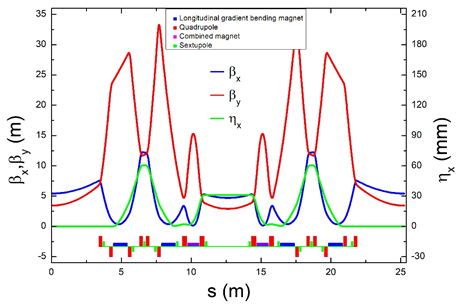 Longitudinal gradient bending magnet
Quadrupole
Combined magnet
Sextupole
βx
βy
ηx
βx,βy (m)
35
30
25
20
15
10
5
0
-5
210
180
150
120
90
60
30
0
-30
ηx (mm)
0 5 10 15 20 25
s (m)